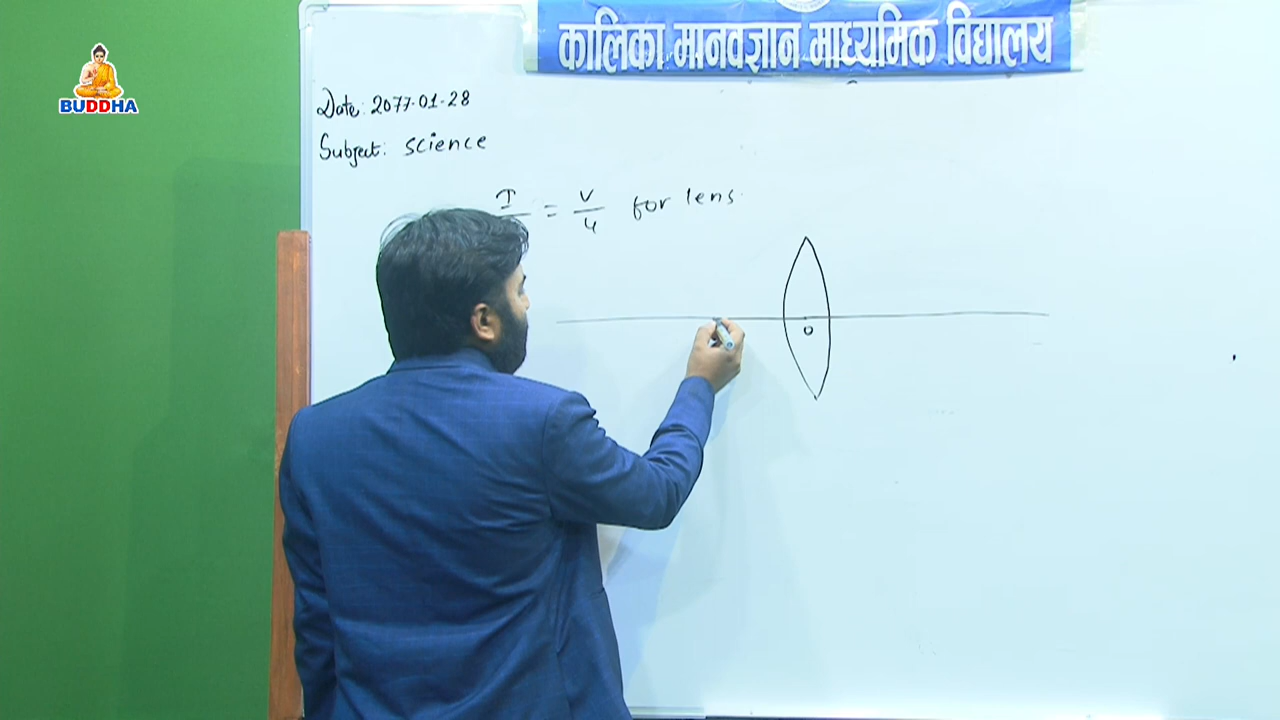 कालिका मानवज्ञान माध्यमिक विद्यालय
BUDDHA
Date: 2077-01-28
Subject: science
I = V/u for lens
O